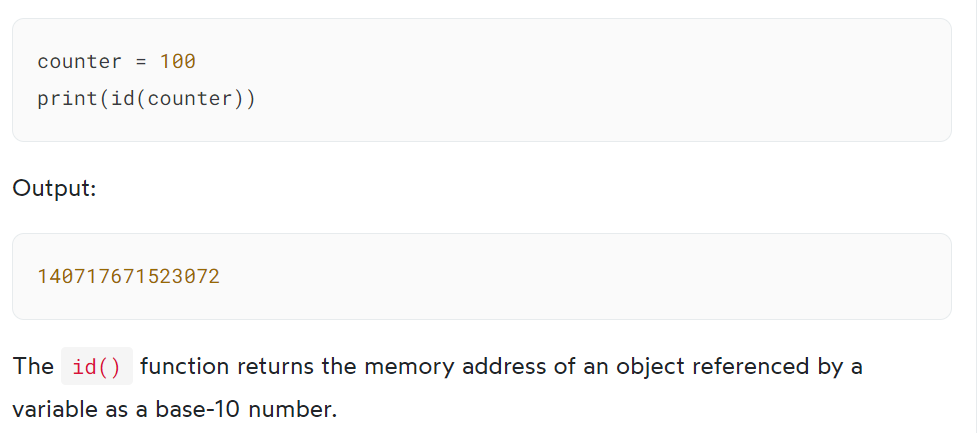 counter = 100
print(id(counter))
Output:
140717671523072
The id() function returns the memory address of an object referenced by a
variable as a base-10 number.